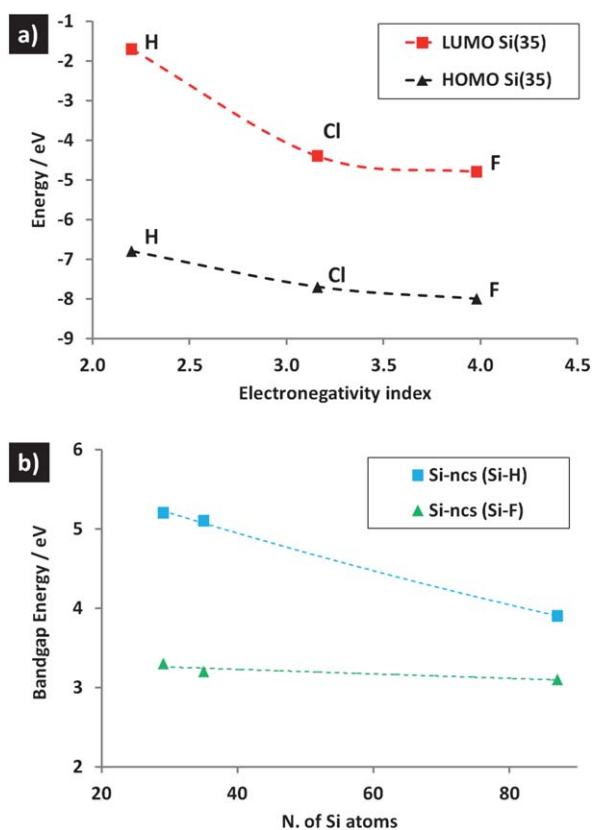 a)
-1
-2
-3
-4
-5
-6
-7
-8
-9
Energy / eV
H
Cl
F
H
Cl
F
LUMO Si(35)
HOMO Si(35)
2.0 2.5 3.0 3.5 4.0 4.5
Electronegativity index
b)
6
5
4
3
2
Bandgap Energy / eV
Si-ncs (Si-H)
Si-ncs (Si-F)
20 40 60 80
N. of Si atoms